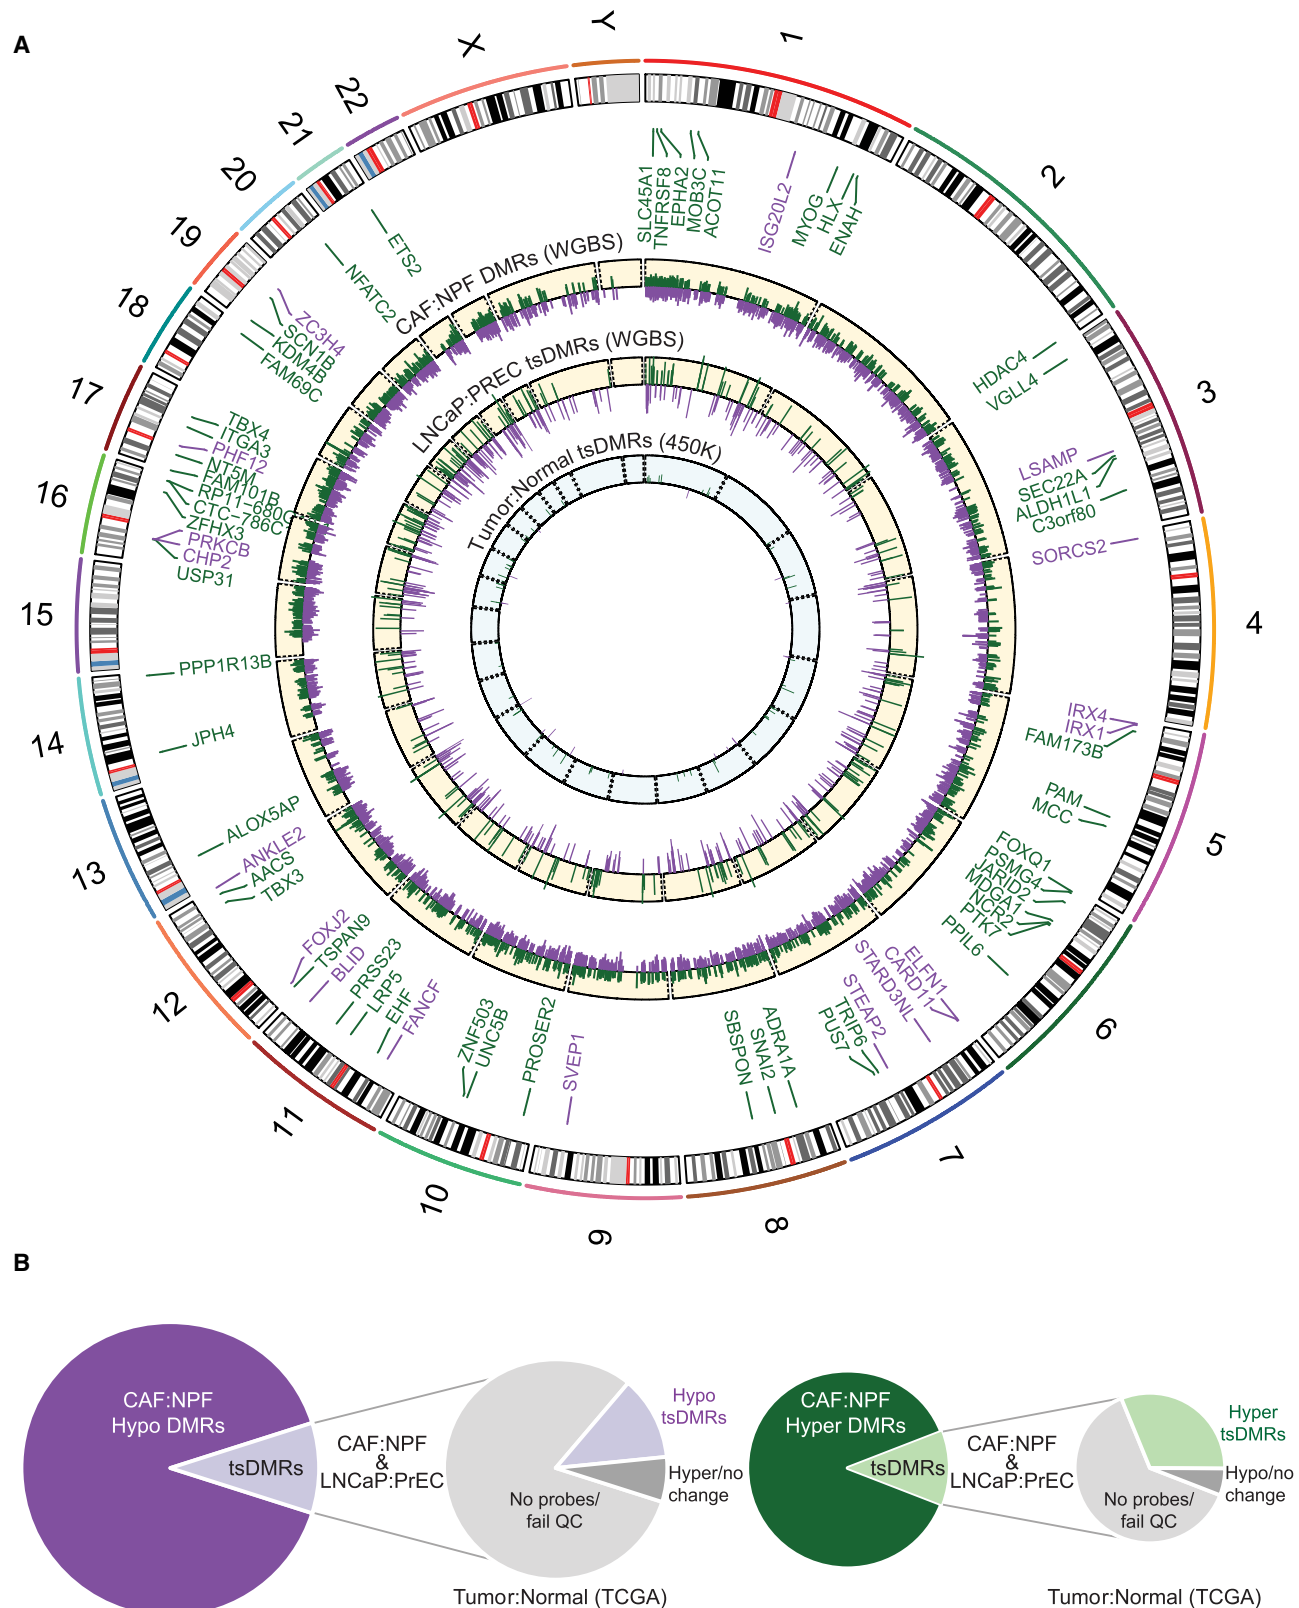 A
1
2
3
4
5
6
7
8
9
10
11
12
13
14
15
16
17
18
19
20
21
22
X
Y
SLC45A1
TNFRSF8
EPHA2
MOB3C
ACOT11
ISG20L2
MYOG
HLX
ENAH
HDAC4
VGLL4
LSAMP
SEC22A
ALDH1L1
C3orf80
SORCS2
IRX4
IRX1
FAM173B
PAM
MCC
FOXQ1
PSMG4
JARID2
MDGA1
NCR2
PTK7
PPIL6
ELFN1
CARD11
STARD3NL
STEAP2
TRIP6
PUS7
ADRA1A
SNAI2
SBSPON
SVEP1
PROSER2
UNC5B
ZNF503
FANCF
EHF
LRP5
PRSS23
BLID
TSPAN9
FOXJ2
TBX3
AACS
ANKLE2
ALOX5AP
JPH4
PPP1R13B
USP31
CHP2
PRKCB
ZFHX3
CTC-786C
RP11-680G
FAM101B
NT5M
PHF12
ITGA3
TBX4
FAM69C
KDM4B
SCN1B
ZC3H4
NFATC2
ETS2
CAF:NPF DMRs (WGBS)
LNCaP:PREC tsDMRs (WGBS)
Tumor:Normal tsDMRs (450K)
B
CAF:NPF
Hypo DMRs
tsDMRs
CAF:NPF
&
LNCaP:PrEC
No probes/
fail QC
Hypo
tsDMRs
Hyper/no
change
Tumor:Normal (TCGA)
CAF:NPF
Hyper DMRs
tsDMRs
CAF:NPF
&
LNCaP:PrEC
No probes/
fail QC
Hyper
tsDMRs
Hypo/no
change
Tumor:Normal (TCGA)